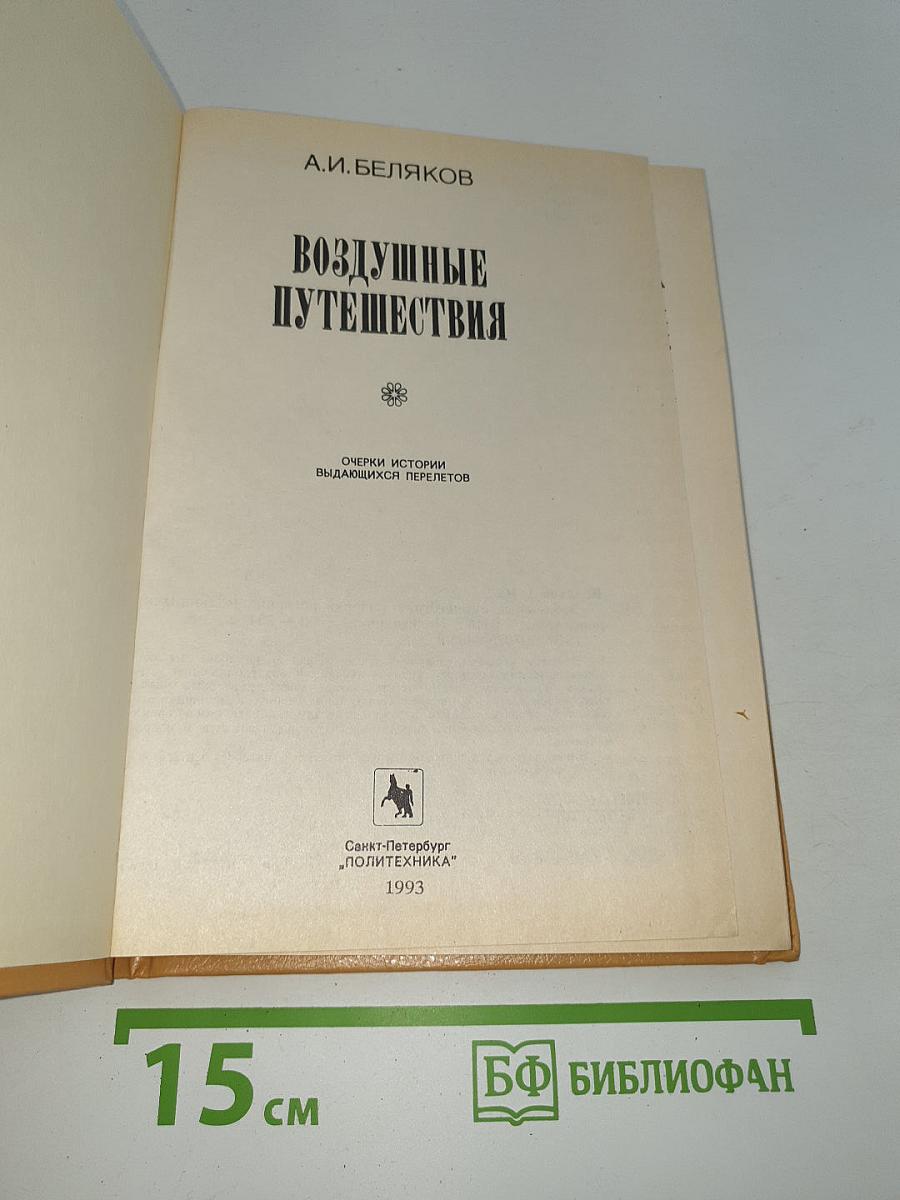 А.И.БЕЛЯКОВ
ВОЗДУШНЫЕ
ПУТЕШЕСТВИЯ
ОЧЕРКИ ИСТОРИИ
ВЫДАЮЩИХСЯ ПЕРЕЛЕТОВ
Санкт-Петербург
„ПОЛИТЕХНИКА"
1993
15 см
БФ БИБЛИОФАН